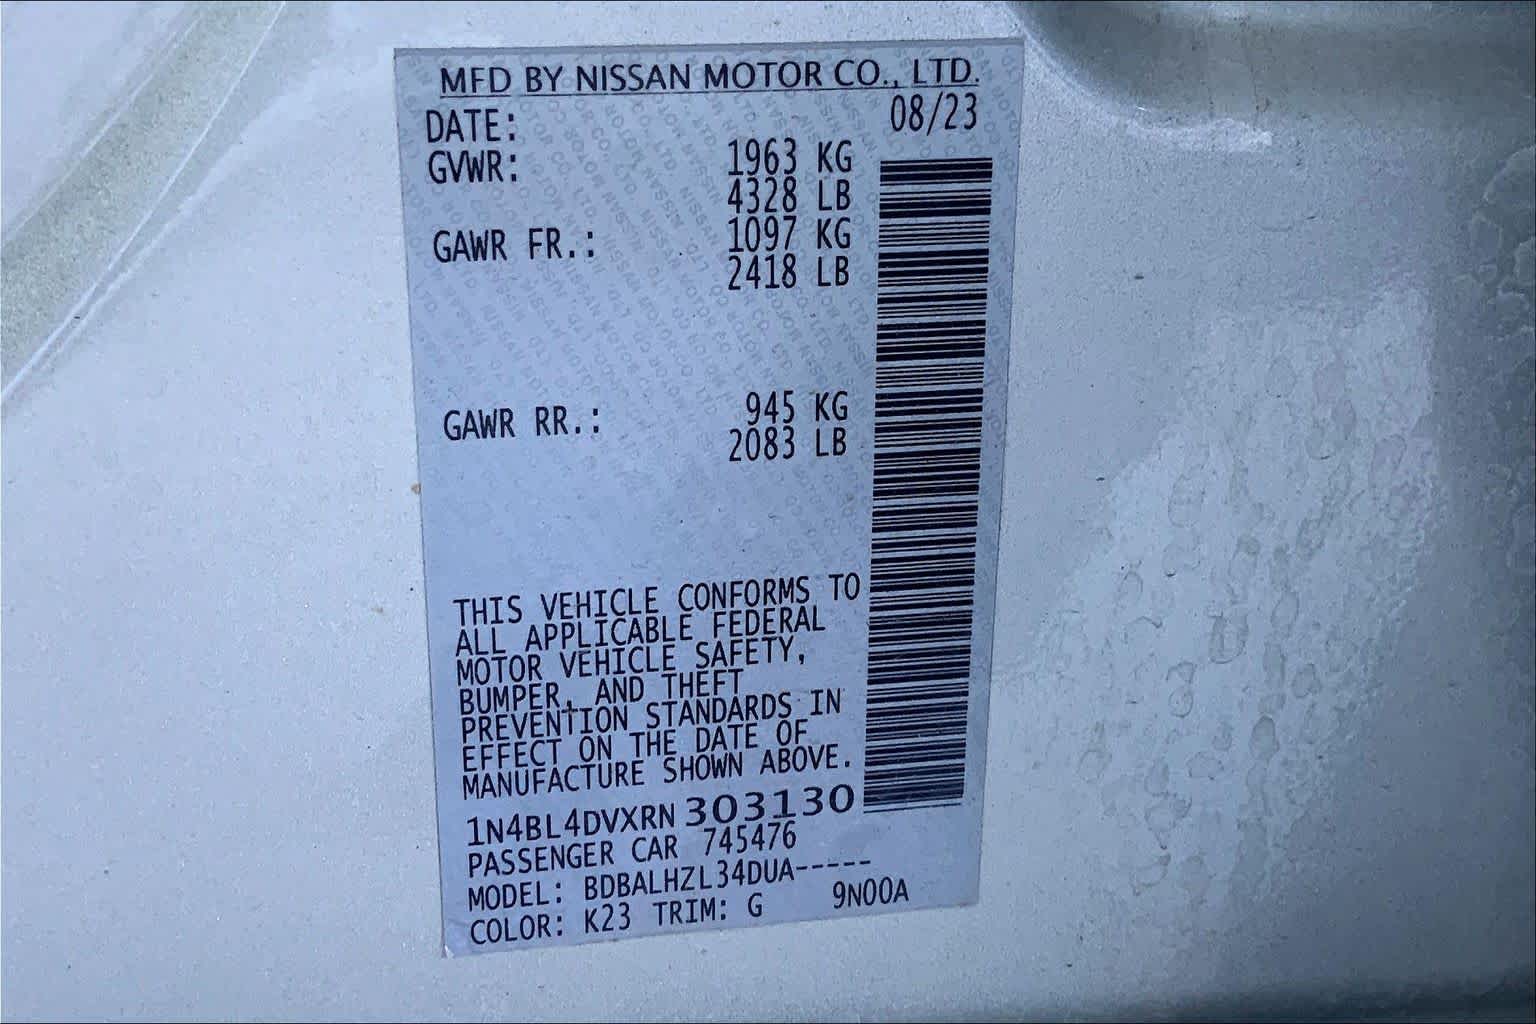 MFD BY NISSAN MOTOR CO., LTD.
DATE: 08/23
GVWR: 1963 KG
4328 LB
GAWR FR.: 1097 KG
2418 LB
GAWR RR.: 945 KG
2083 LB
THIS VEHICLE CONFORMS TO
ALL APPLICABLE FEDERAL
MOTOR VEHICLE SAFETY,
BUMPER, AND THEFT
PREVENTION STANDARDS IN
EFFECT ON THE DATE OF
MANUFACTURE SHOWN ABOVE.
1N4BL4DVXRN 303130
PASSENGER CAR 745476
MODEL: BDBALHZL34DUA-----
COLOR: K23 TRIM: G 9N00A